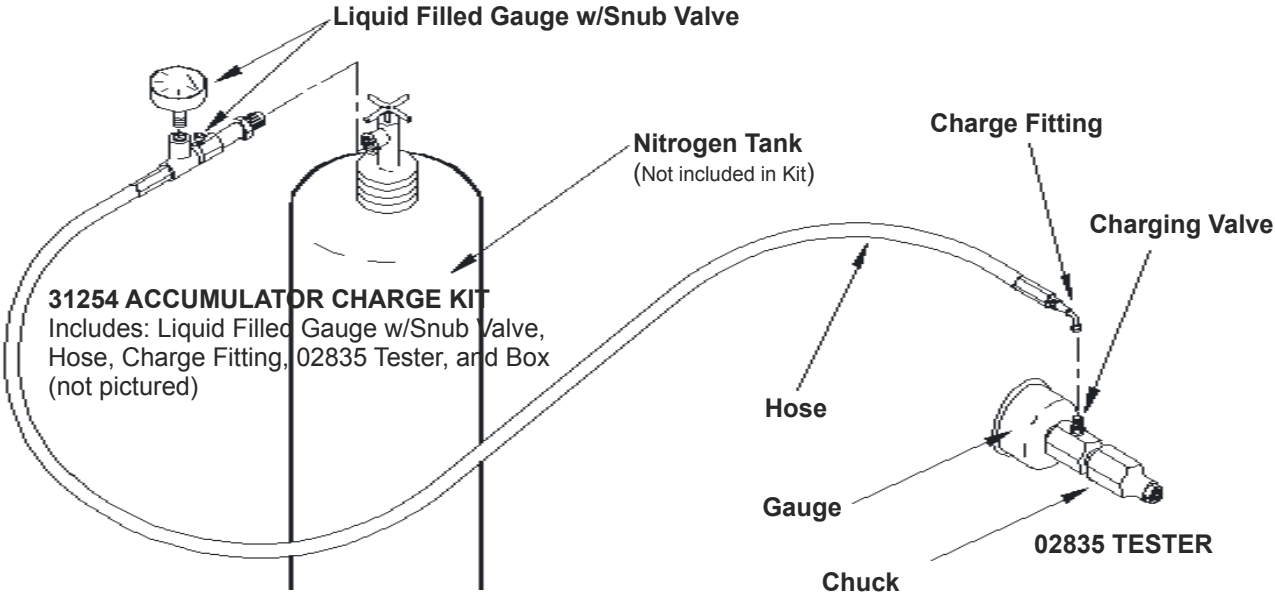 Liquid Filled Gauge w/Snub Valve
Nitrogen Tank
(Not included in Kit)
Charge Fitting
Charging Valve
31254 ACCUMULATOR CHARGE KIT
Includes: Liquid Filled Gauge w/Snub Valve,
Hose, Charge Fitting, 02835 Tester, and Box
(not pictured)
Hose
Gauge
02835 TESTER
Chuck